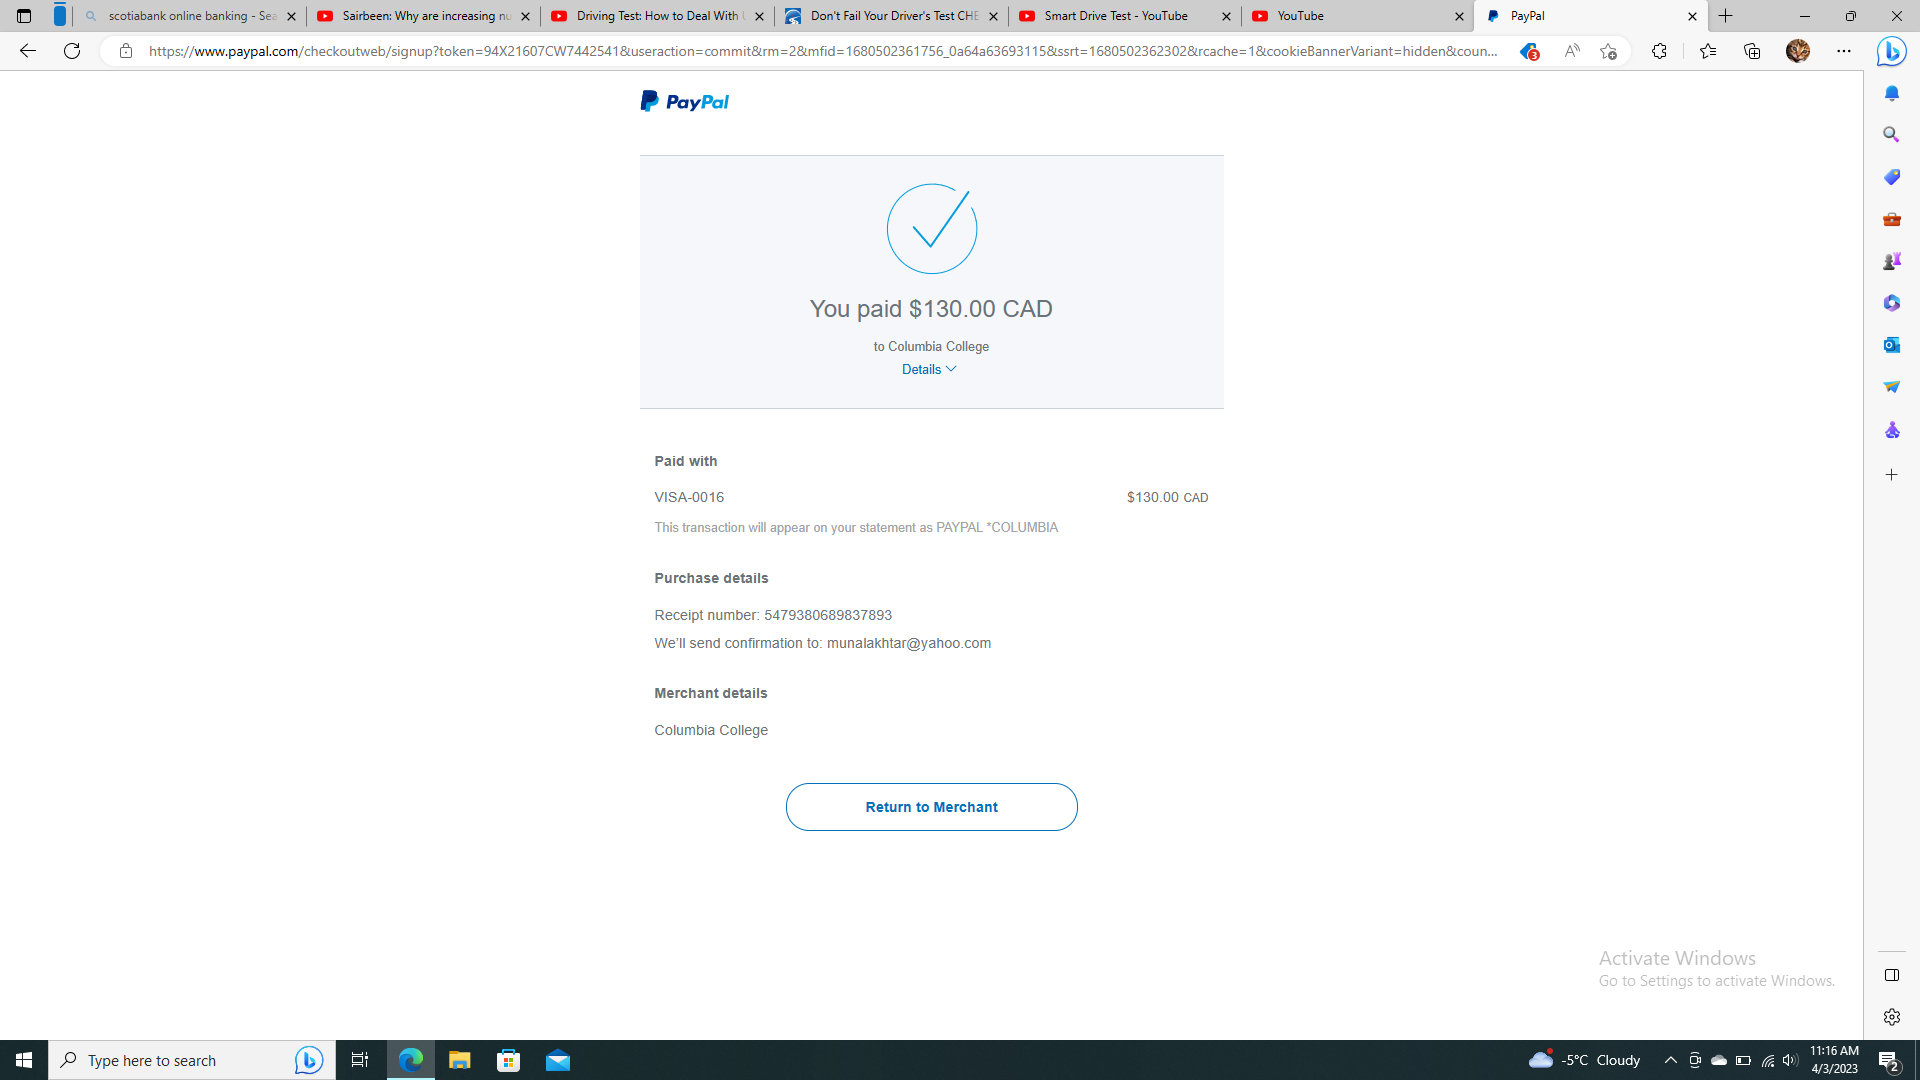 scotiabank online banking - Sea
Sairbeen: Why are increasing nu
Driving Test: How to Deal With U
Don't Fail Your Driver's Test CHE
Smart Drive Test - YouTube
YouTube
PayPal
https://www.paypal.com/checkoutweb/signup?token=94X21607CW7442541&useraction=commit&rm=2&mfid=1680502361756_0a64a63693115&ssrt=1680502362302&rcache=1&cookieBannerVariant=hidden&coun...
3
PayPal
You paid $130.00 CAD
to Columbia College
Details
Paid with
VISA-0016 $130.00 CAD
This transaction will appear on your statement as PAYPAL *COLUMBIA
Purchase details
Receipt number: 5479380689837893
We'll send confirmation to: munalakhtar@yahoo.com
Merchant details
Columbia College
Return to Merchant
Activate Windows
Go to Settings to activate Windows.
Type here to search
-5°C Cloudy
11:16 AM
4/3/2023
2